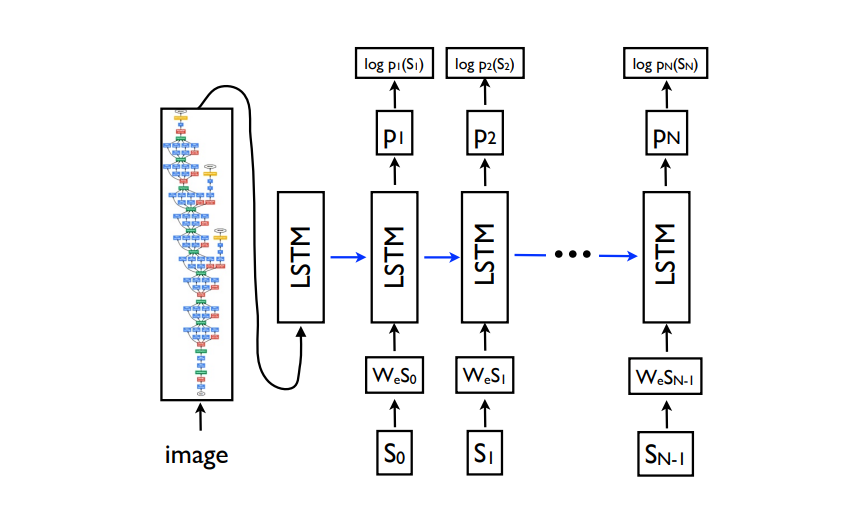 log p1(S1) log p2(S2) log pN(SN)
p1 p2 pN
LSTM LSTM LSTM LSTM
WeS0 WeS1 WeSN-1
image S0 S1 SN-1